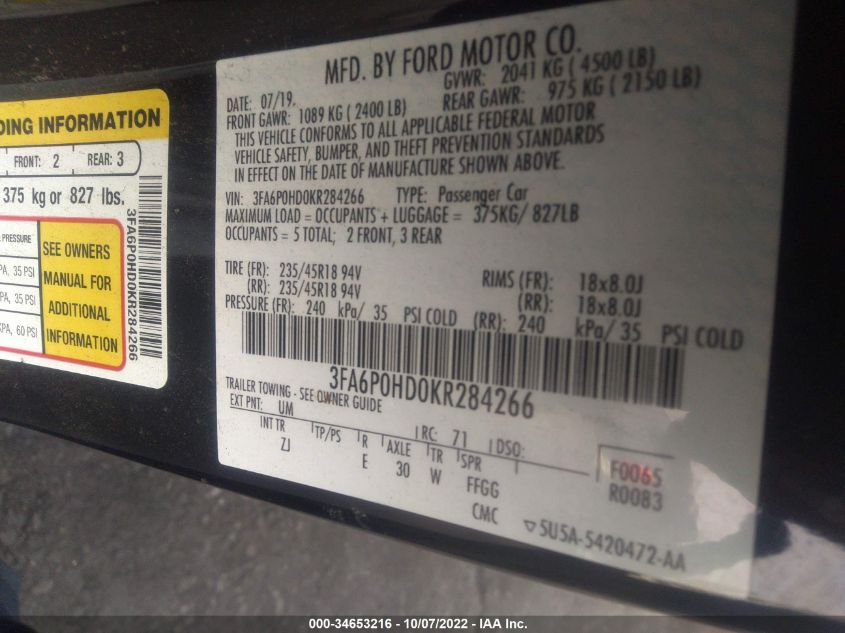 DING INFORMATION
FRONT: 2 REAR: 3
375 kg or 827 lbs.
PRESSURE
PA, 35 PSI
PA, 35 PSI
KPA, 60 PSI
SEE OWNERS
MANUAL FOR
ADDITIONAL
INFORMATION
3FA6P0HD0KR284266
MFD. BY FORD MOTOR CO.
DATE: 07/19. GVWR: 2041 KG ( 4500 LB)
FRONT GAWR: 1089 KG ( 2400 LB) REAR GAWR: 975 KG ( 2150 LB)
THIS VEHICLE CONFORMS TO ALL APPLICABLE FEDERAL MOTOR
VEHICLE SAFETY, BUMPER, AND THEFT PREVENTION STANDARDS
IN EFFECT ON THE DATE OF MANUFACTURE SHOWN ABOVE.
VIN: 3FA6P0HD0KR284266 TYPE: Passenger Car
MAXIMUM LOAD = OCCUPANTS + LUGGAGE = 375KG/ 827LB
OCCUPANTS = 5 TOTAL; 2 FRONT, 3 REAR
TIRE (FR): 235/45R18 94V RIMS (FR): 18x8.0J
(RR): 235/45R18 94V (RR): 18x8.0J
PRESSURE (FR): 240 kPa/ 35 PSI COLD (RR): 240 kPa/ 35 PSI COLD
3FA6P0HD0KR284266
TRAILER TOWING - SEE OWNER GUIDE
EXT PNT: UM RC: 71 DSO:
INT TR TP/PS R AXLE TR SPR
ZJ E 30 W FFGG
CMC
F0065
R0083
▽5U5A-5420472-AA
000-34653216 - 10/07/2022 - IAA Inc.